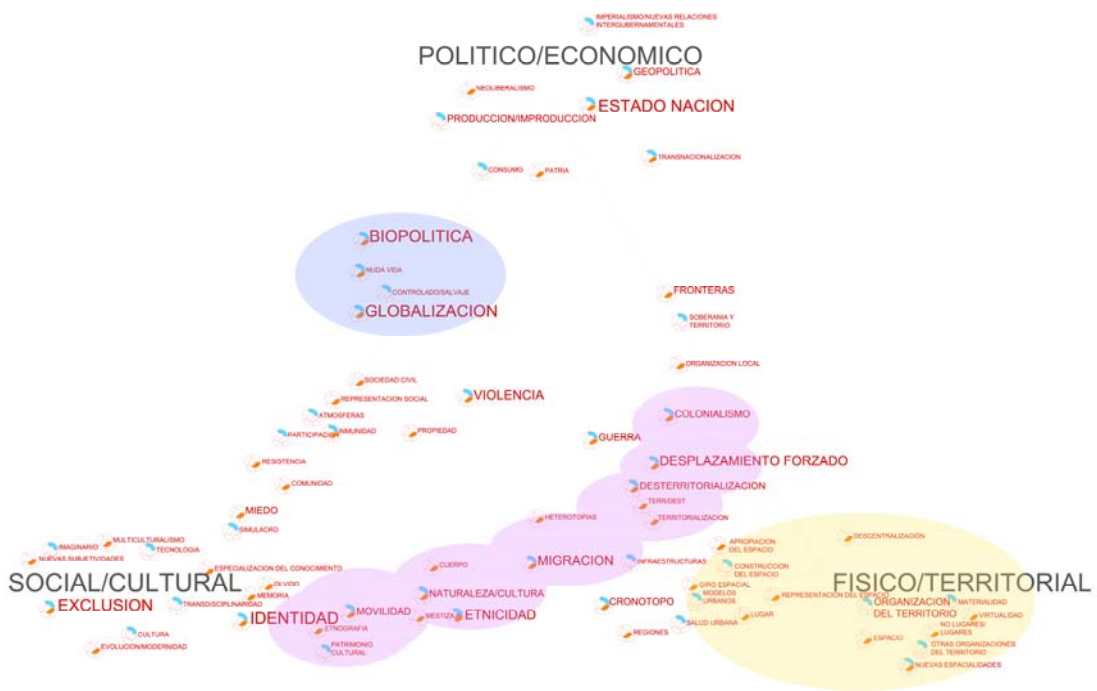 IMPERIALISMO/NUEVAS RELACIONES
INTERGUBERNAMENTALES
POLITICO/ECONOMICO
GEOPOLITICA
NEOLIBERALISMO
ESTADO NACION
PRODUCCION/IMPRODUCCION
TRANSNACIONALIZACION
CONSUMO
PATRIA
BIOPOLITICA
NUDA VIDA
CONTROLADO/SALVAJE
GLOBALIZACION
FRONTERAS
SOBERANIA Y
TERRITORIO
ORGANIZACION LOCAL
SOCIEDAD CIVIL
REPRESENTACION SOCIAL
VIOLENCIA
ATMOSFERAS
COLONIALISMO
PARTICIPACION
INMUNIDAD
PROPIEDAD
GUERRA
RESISTENCIA
DESPLAZAMIENTO FORZADO
COMUNIDAD
DESTERRITORIALIZACION
TERR/DEST
MIEDO
HETEROTOPIAS
TERRITORIALIZACION
SIMULACRO
DESCENTRALIZACIÓN
MULTICULTURALISMO
IMAGINARIO
TECNOLOGIA
APROPIACION
DEL ESPACIO
NUEVAS SUBJETIVIDADES
MIGRACION
INFRAESTRUCTURAS
ESPECIALIZACION DEL CONOCIMIENTO
CUERPO
CONSTRUCCION
DEL ESPACIO
SOCIAL/CULTURAL
FISICO/TERRITORIAL
OLVIDO
MEMORIA
NATURALEZA/CULTURA
GIRO ESPACIAL
MODELOS
URBANOS
REPRESENTACION DEL ESPACIO
EXCLUSION
TRANSDISCIPLINARIDAD
CRONOTOPO
ORGANIZACION
DEL TERRITORIO
MATERIALIDAD
IDENTIDAD
MOVILIDAD
MESTIZA
ETNICIDAD
LUGAR
VIRTUALIDAD
SALUD URBANA
NO LUGARES/
LUGARES
ETNOGRAFIA
REGIONES
CULTURA
ESPACIO
EVOLUCION/MODERNIDAD
PATRIMONIO
CULTURAL
OTRAS ORGANIZACIONES
DEL TERRITORIO
NUEVAS ESPACIALIDADES